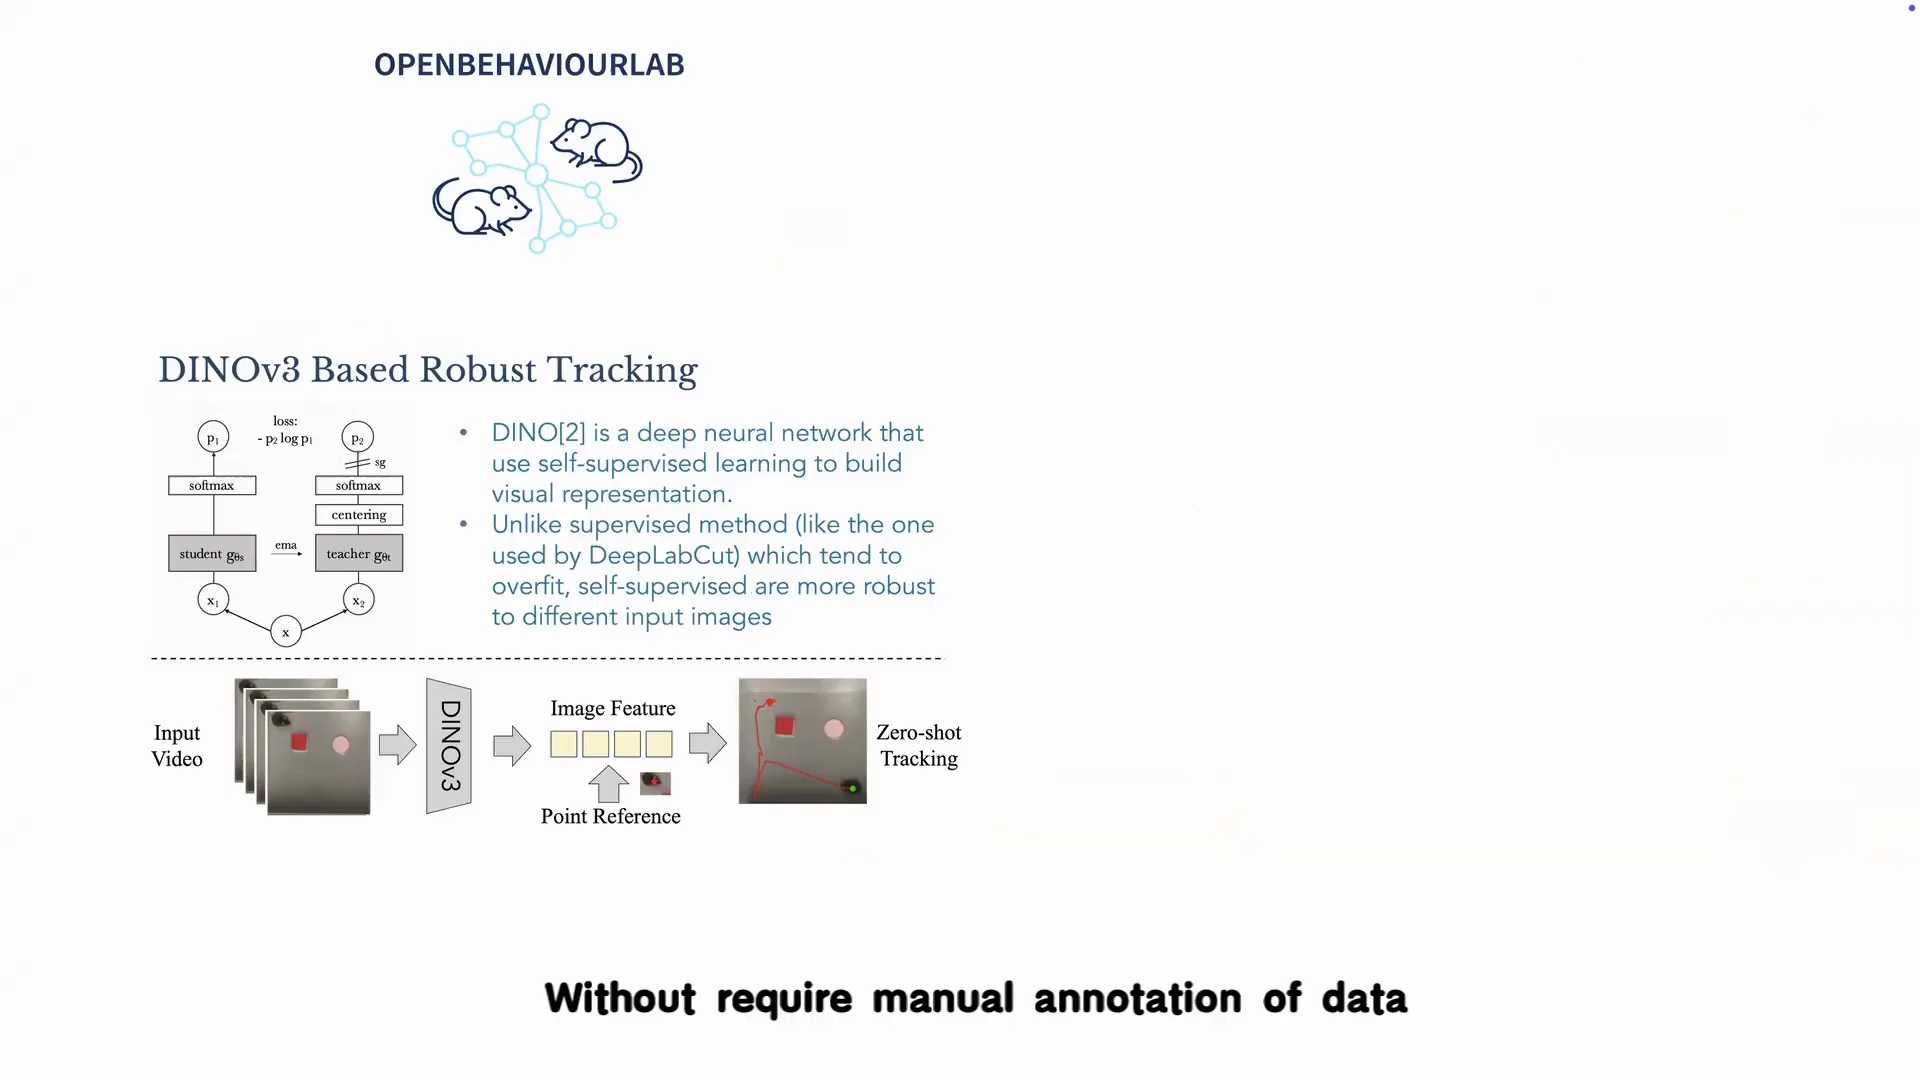 OPENBEHAVIOURLAB
DINOv3 Based Robust Tracking
p₁
loss:
- p₂ log p₁
p₂
sg
softmax
softmax
centering
student gθs
ema
teacher gθt
x₁
x₂
x
• DINO[2] is a deep neural network that
use self-supervised learning to build
visual representation.
• Unlike supervised method (like the one
used by DeepLabCut) which tend to
overfit, self-supervised are more robust
to different input images
Input
Video
DINOv3
Image Feature
Point Reference
Zero-shot
Tracking
Without require manual annotation of data